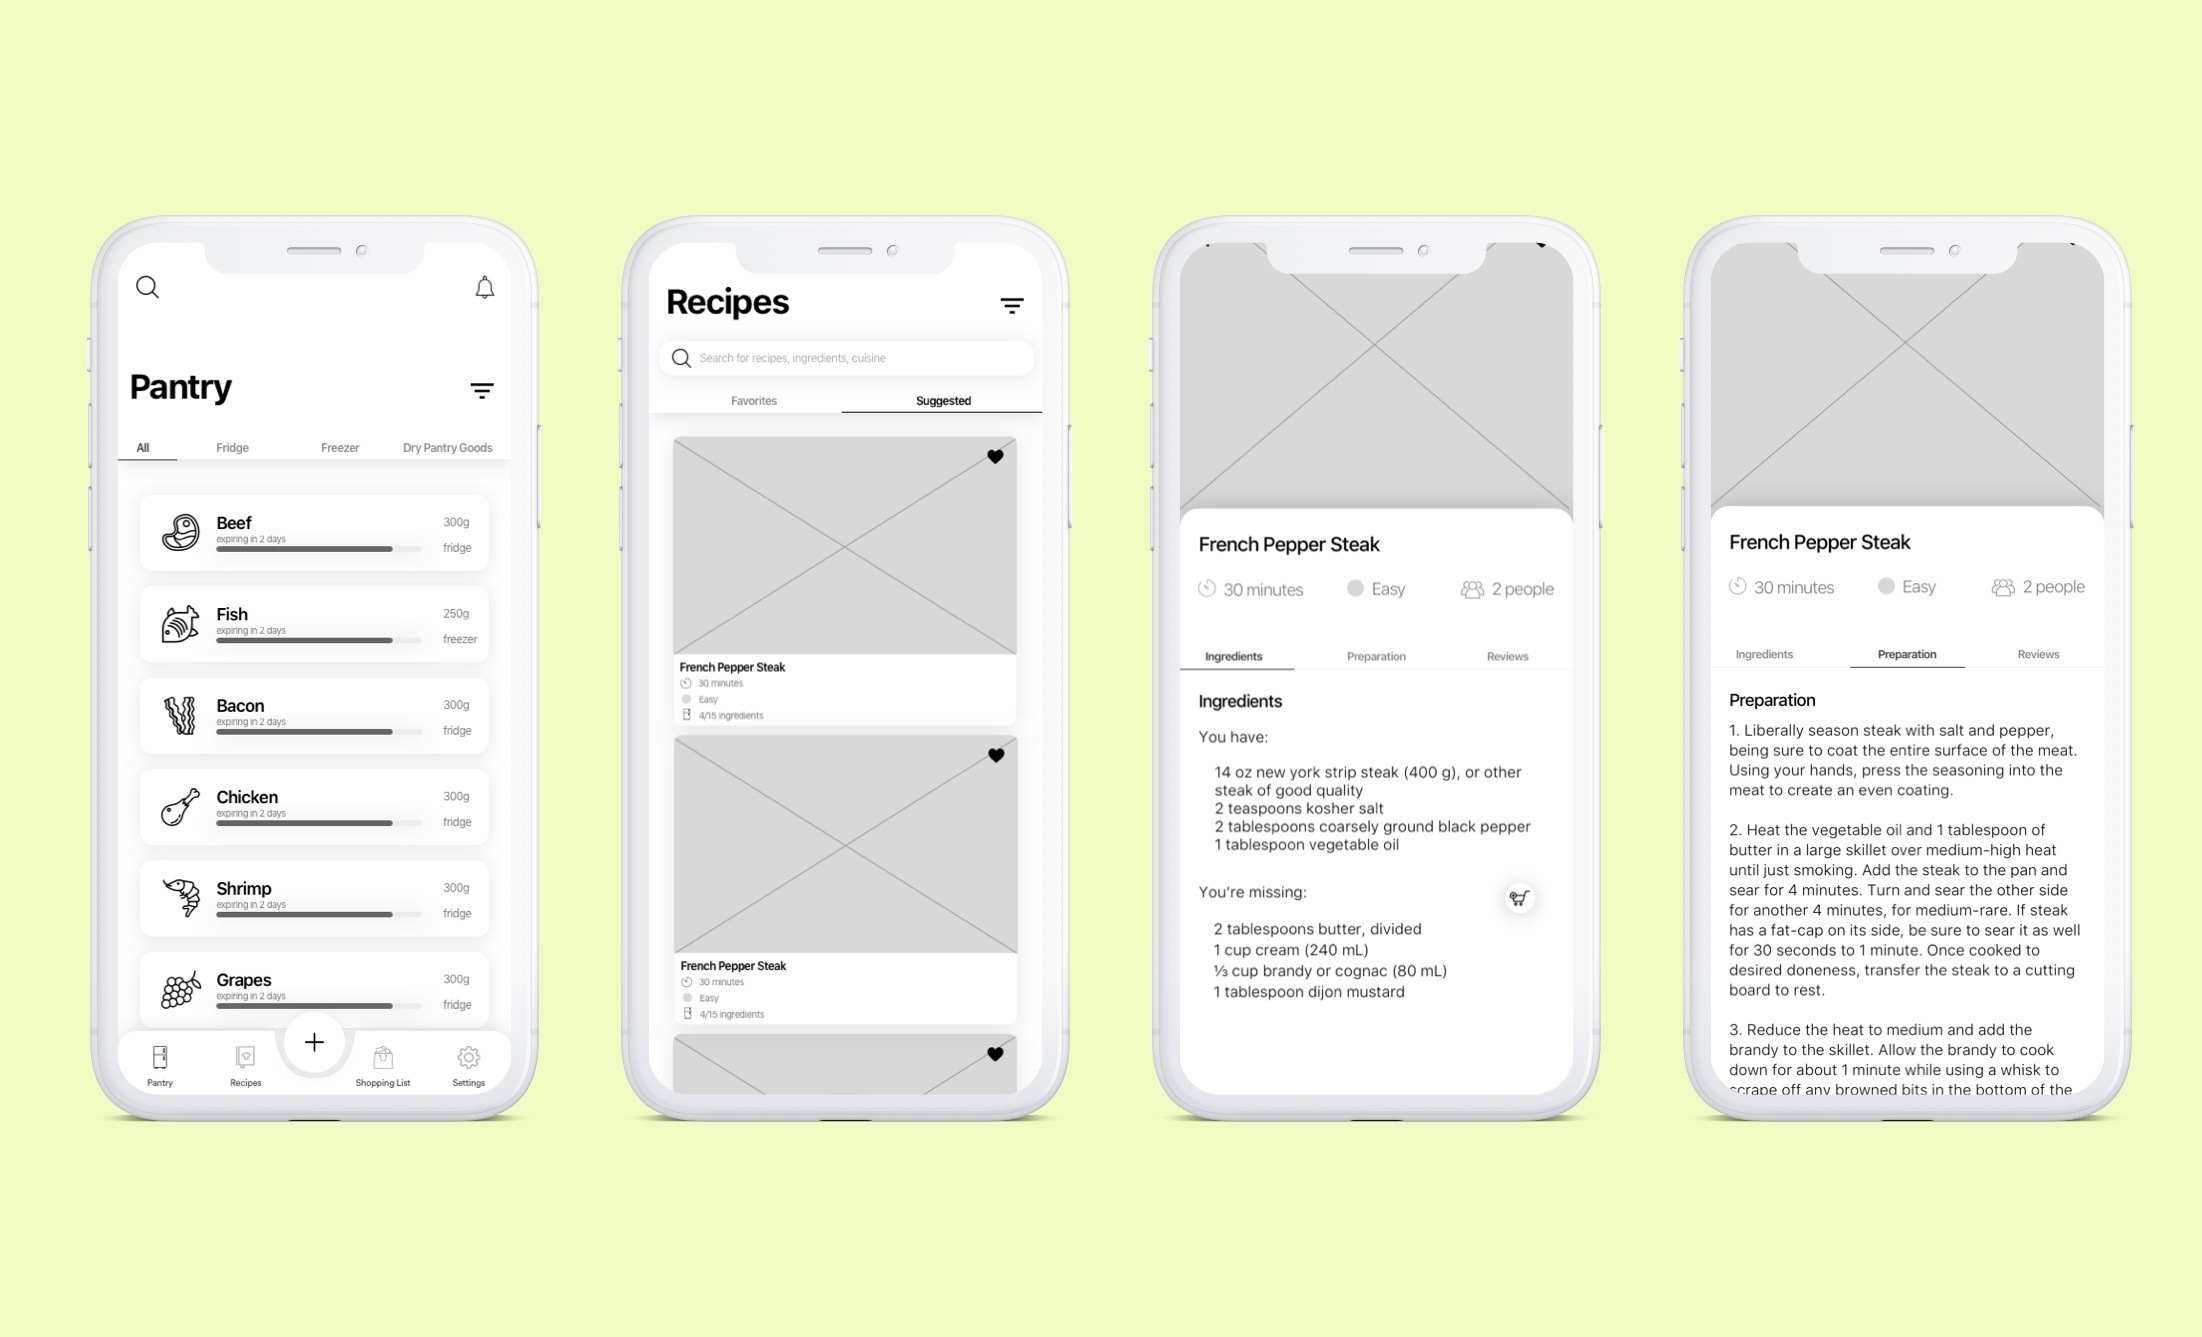 Pantry
All Fridge Freezer Dry Pantry Goods
Beef 300g
expiring in 2 days
fridge
Fish 250g
expiring in 2 days
freezer
Bacon 300g
expiring in 2 days
fridge
Chicken 300g
expiring in 2 days
fridge
Shrimp 300g
expiring in 2 days
fridge
Grapes 300g
expiring in 2 days
fridge
+
Pantry Recipes Shopping List Settings
Recipes
Search for recipes, ingredients, cuisine
Favorites Suggested
French Pepper Steak
30 minutes
Easy
4/15 ingredients
French Pepper Steak
30 minutes
Easy
4/15 ingredients
French Pepper Steak
30 minutes Easy 2 people
Ingredients Preparation Reviews
Ingredients
You have:
14 oz new york strip steak (400 g), or other
steak of good quality
2 teaspoons kosher salt
2 tablespoons coarsely ground black pepper
1 tablespoon vegetable oil
You’re missing:
2 tablespoons butter, divided
1 cup cream (240 mL)
⅓ cup brandy or cognac (80 mL)
1 tablespoon dijon mustard
French Pepper Steak
30 minutes Easy 2 people
Ingredients Preparation Reviews
Preparation
1. Liberally season steak with salt and pepper,
being sure to coat the entire surface of the meat.
Using your hands, press the seasoning into the
meat to create an even coating.
2. Heat the vegetable oil and 1 tablespoon of
butter in a large skillet over medium-high heat
until just smoking. Add the steak to the pan and
sear for 4 minutes. Turn and sear the other side
for another 4 minutes, for medium-rare. If steak
has a fat-cap on its side, be sure to sear it as well
for 30 seconds to 1 minute. Once cooked to
desired doneness, transfer the steak to a cutting
board to rest.
3. Reduce the heat to medium and add the
brandy to the skillet. Allow the brandy to cook
down for about 1 minute while using a whisk to
scrape off any browned bits in the bottom of the